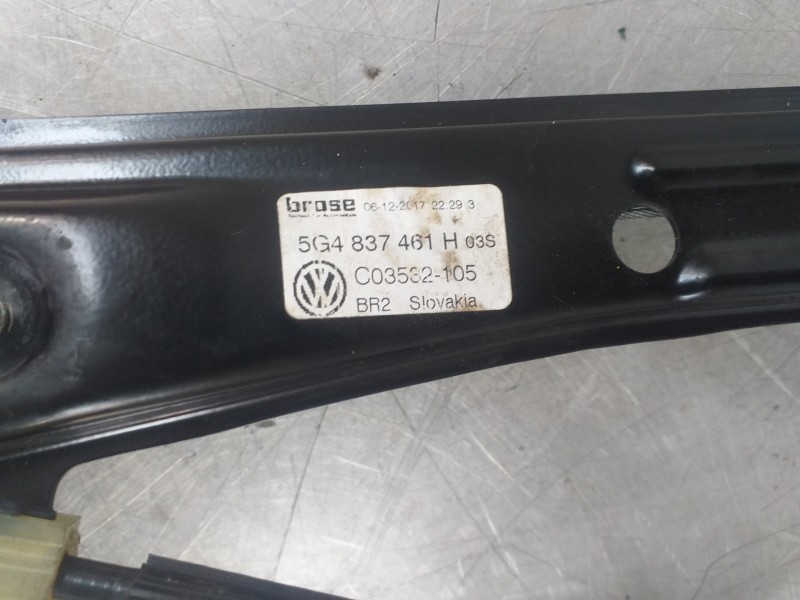 brose 06-12-2017 22:29 3
5G4 837 461 H 03S
C03532-105
BR2 Slovakia